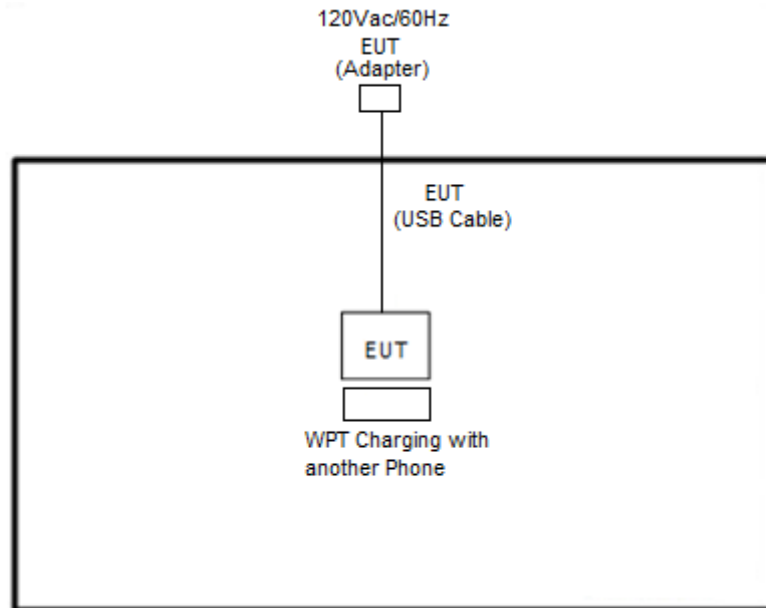 120Vac/60Hz
EUT
(Adapter)
EUT
(USB Cable)
EUT
WPT Charging with
another Phone